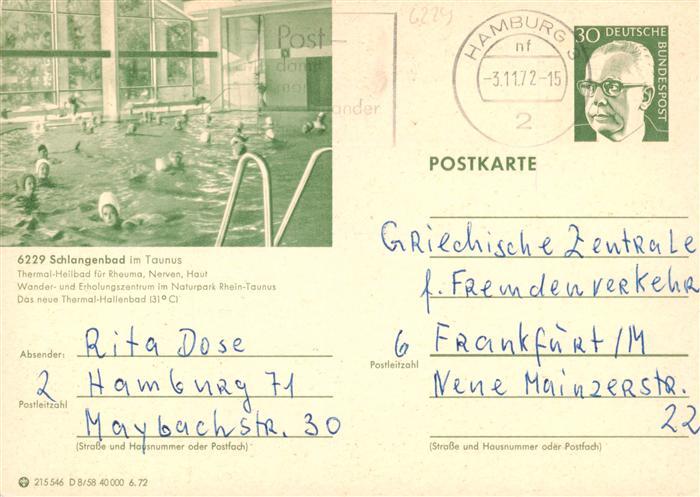 6229
Post-
HAMBURG
nf
-3.11.72-15
2
30 DEUTSCHE
BUNDESPOST
POSTKARTE
6229 Schlangenbad im Taunus
Thermal-Heilbad für Rheuma, Nerven, Haut
Wander- und Erholungszentrum im Naturpark Rhein-Taunus
Das neue Thermal-Hallenbad (31° C)
Absender: Rita Dose
2 Hamburg 71
Postleitzahl
Maybachstr. 30
(Straße und Hausnummer oder Postfach)
Griechische Zentrale
f. Fremdenverkehr
6 Frankfurt/M
Postleitzahl
Neue Mainzerstr.
22
(Straße und Hausnummer oder Postfach)
215 546 D 8/58 40 000 6. 72